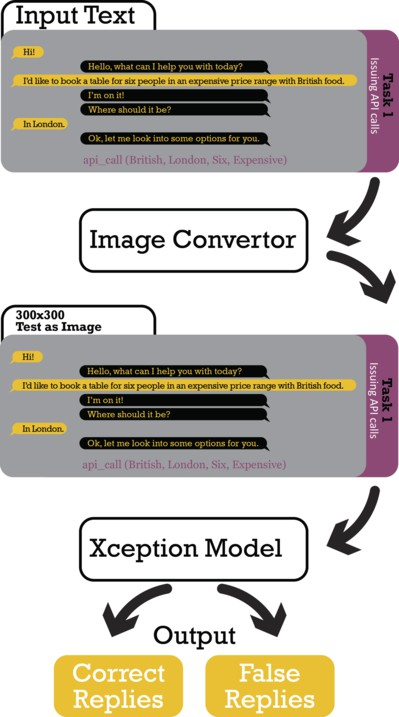 Input Text
Hi!
Hello, what can I help you with today?
I'd like to book a table for six people in an expensive price range with British food.
I'm on it!
Where should it be?
In London.
Ok, let me look into some options for you.
api_call (British, London, Six, Expensive)
Task 1
Issuing API calls
Image Convertor
300x300
Test as Image
Hi!
Hello, what can I help you with today?
I'd like to book a table for six people in an expensive price range with British food.
I'm on it!
Where should it be?
In London.
Ok, let me look into some options for you.
api_call (British, London, Six, Expensive)
Task 1
Issuing API calls
Xception Model
Output
Correct
Replies
False
Replies